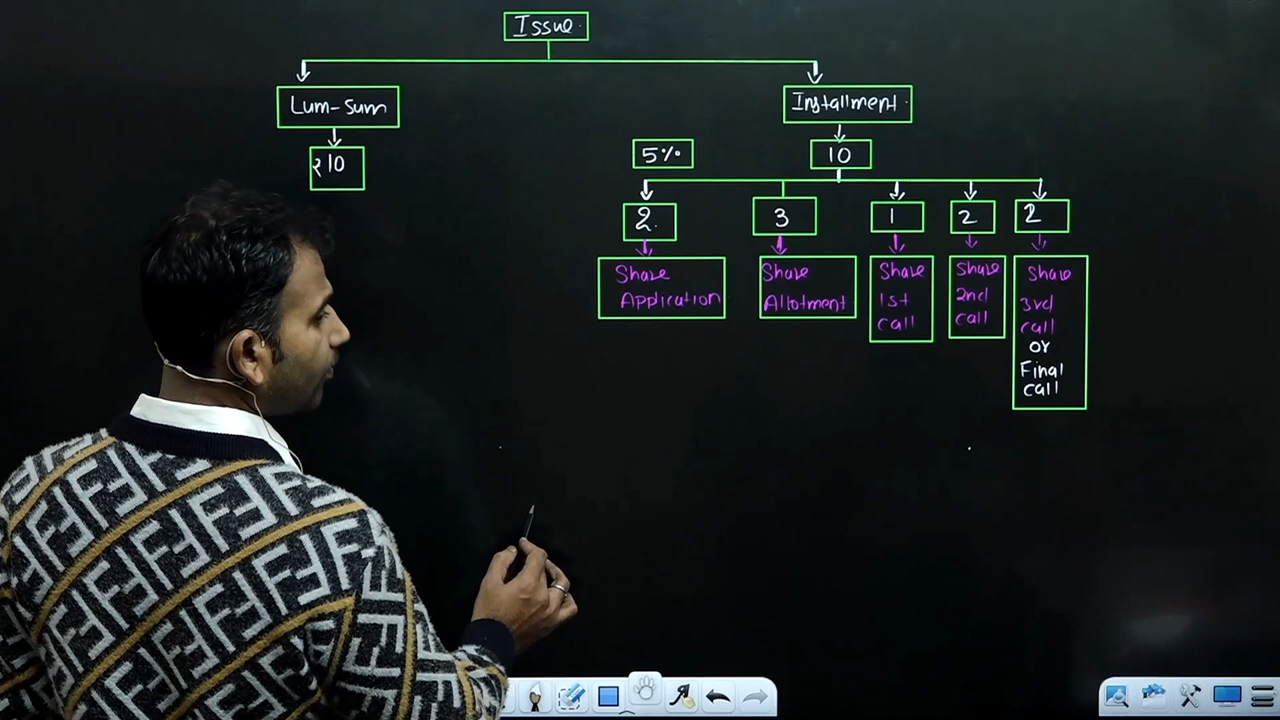 Issue
Lum-Sum
Installment
₹10
5%
10
2
3
1
2
2
Share
Application
Share
Allotment
Share
1st
call
Share
2nd
call
Share
3rd
call
or
Final
call